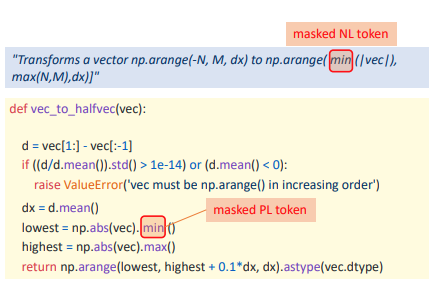 masked NL token
"Transforms a vector np.arange(-N, M, dx) to np.arange( min (|vec|),
max(N,M),dx)]"
def vec_to_halfvec(vec):
d = vec[1:] - vec[:-1]
if ((d/d.mean()).std() > 1e-14) or (d.mean() < 0):
raise ValueError('vec must be np.arange() in increasing order')
dx = d.mean()
masked PL token
lowest = np.abs(vec). min ()
highest = np.abs(vec).max()
return np.arange(lowest, highest + 0.1*dx, dx).astype(vec.dtype)